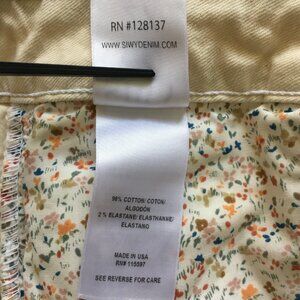 RN #128137
WWW.SIWYDENIM.COM
98% COTTON/ COTON/
ALGODÓN
2 % ELASTANE/ ELASTHANNE/
ELASTANO
MADE IN USA
RN# 115597
SEE REVERSE FOR CARE